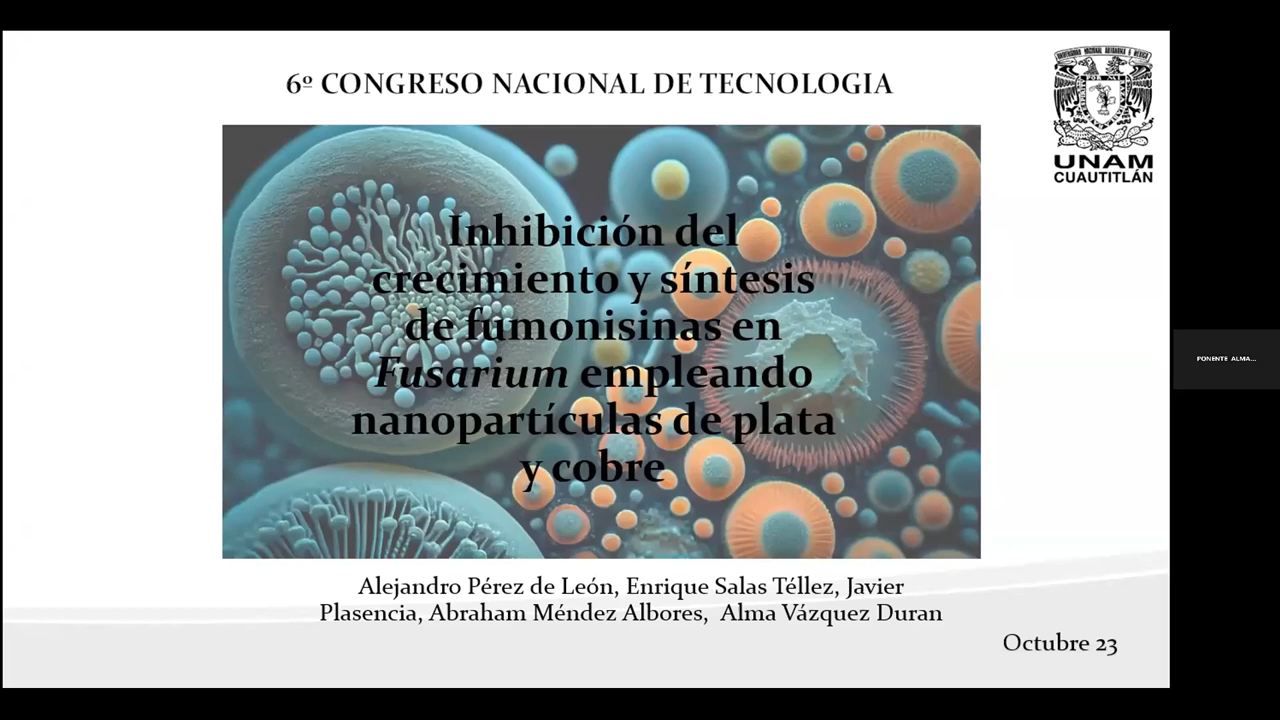 6º CONGRESO NACIONAL DE TECNOLOGIA
UNAM
CUAUTITLÁN
Inhibición del
crecimiento y síntesis
de fumonisinas en
Fusarium empleando
nanopartículas de plata
y cobre
PONENTE ALMA...
Alejandro Pérez de León, Enrique Salas Téllez, Javier
Plasencia, Abraham Méndez Albores, Alma Vázquez Duran
Octubre 23